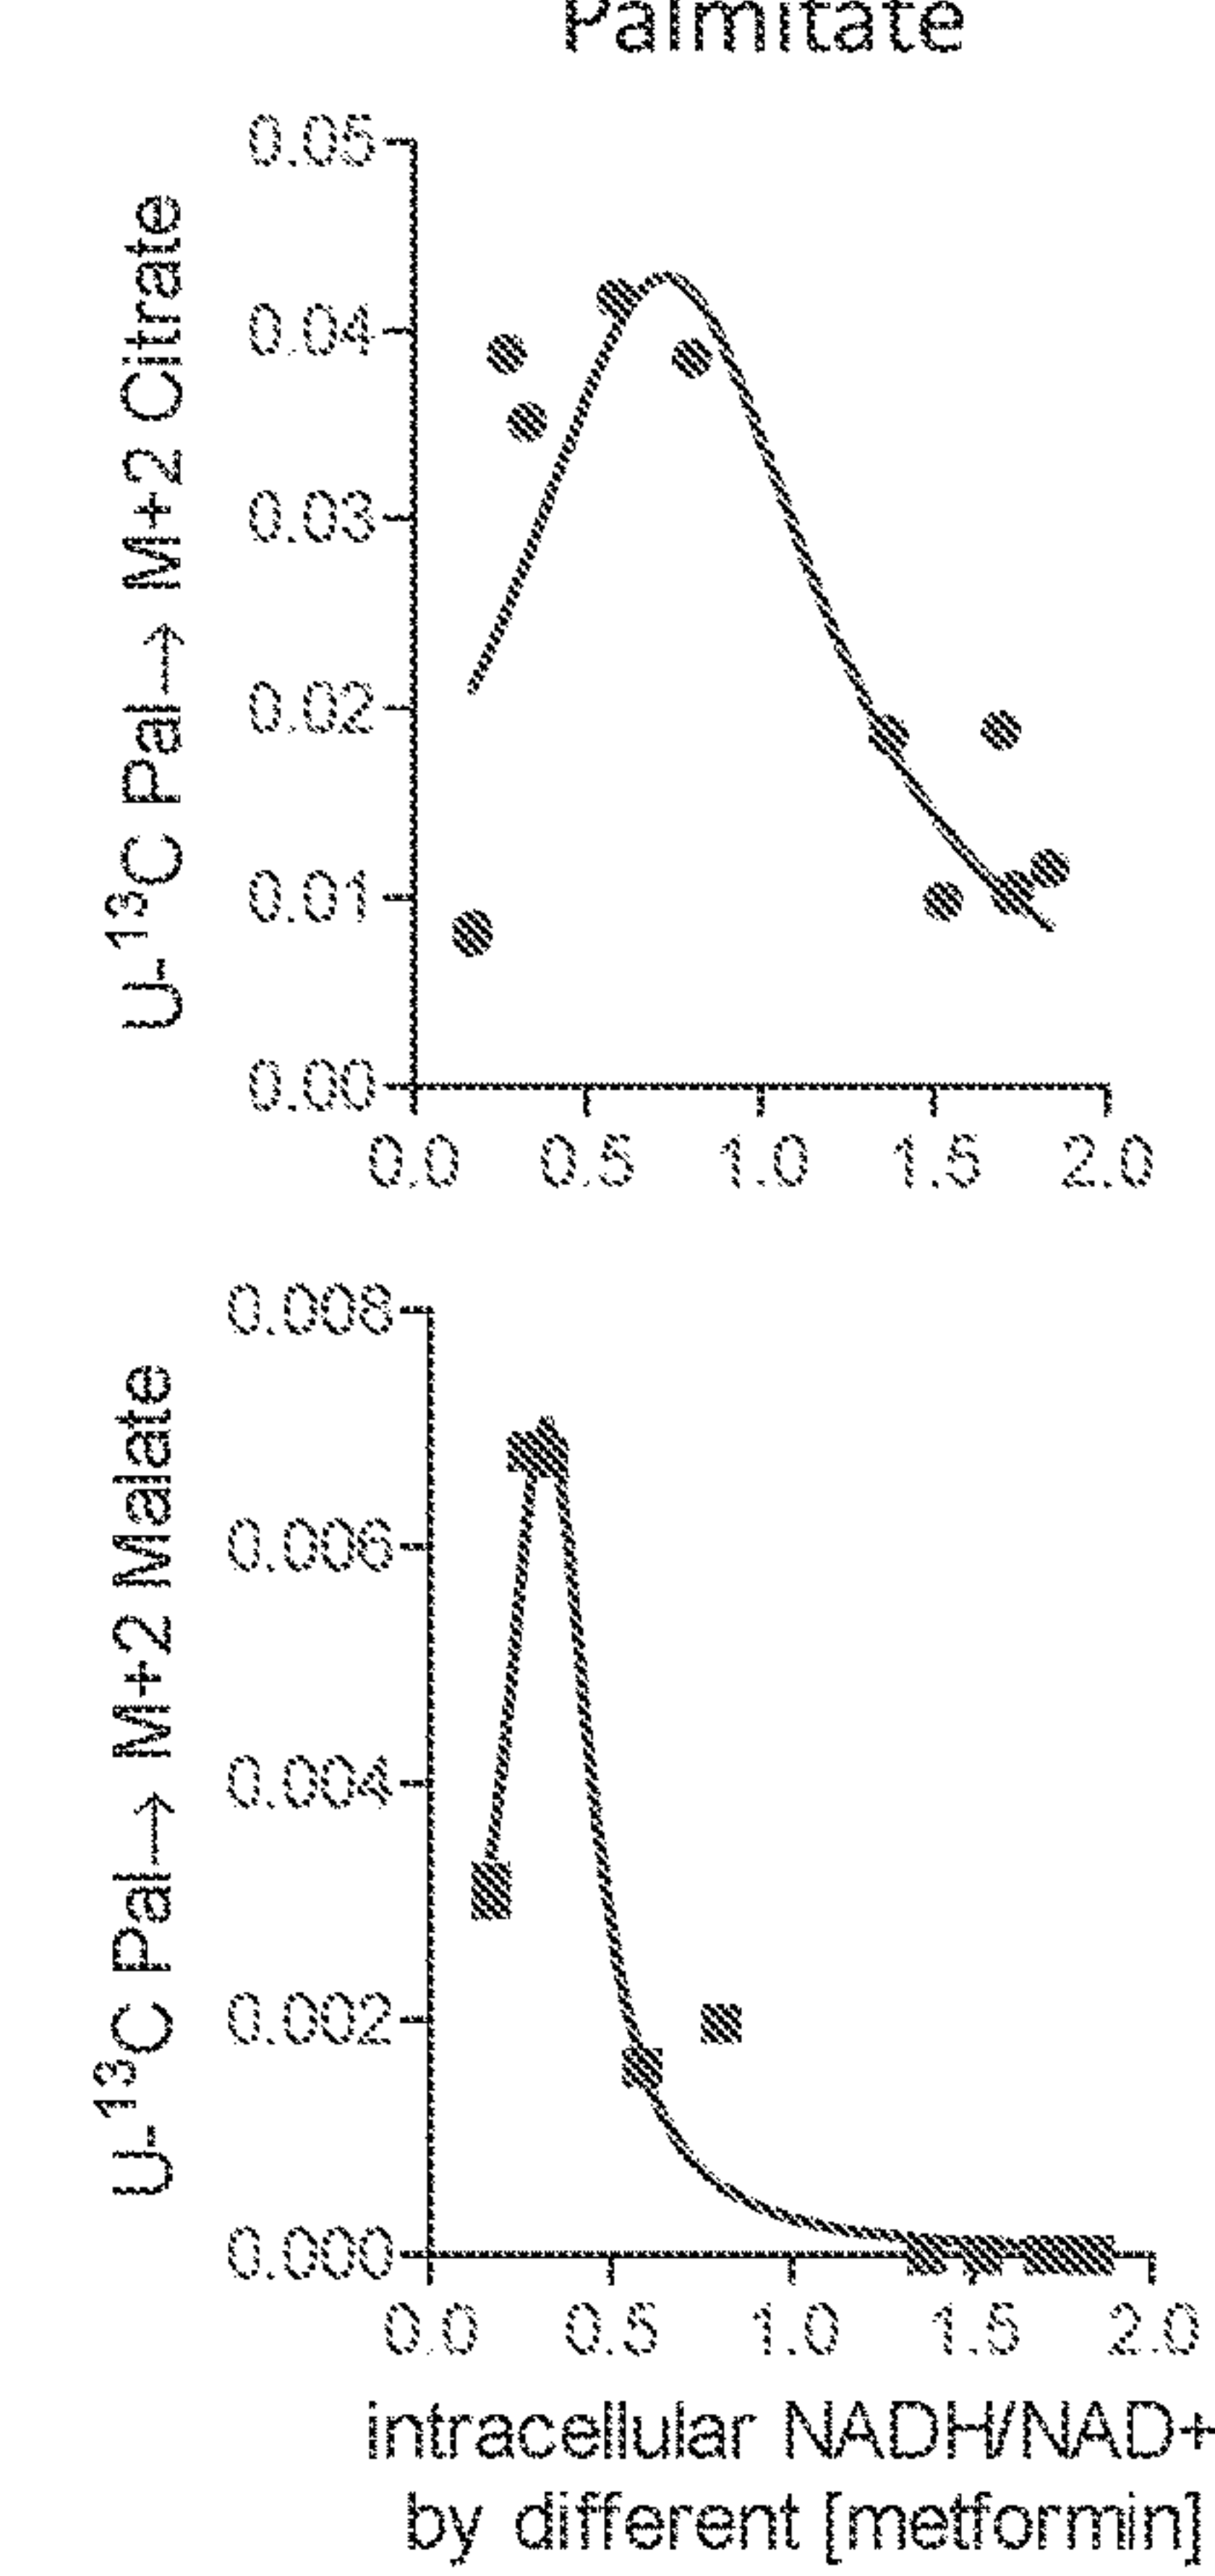 Palmitate
U-¹³C Pal→ M+2 Citrate
0.05
0.04
0.03
0.02
0.01
0.00
0.0 0.5 1.0 1.5 2.0
U-¹³C Pal→ M+2 Malate
0.008
0.006
0.004
0.002
0.000
0.0 0.5 1.0 1.5 2.0
intracellular NADH/NAD+
by different [metformin]